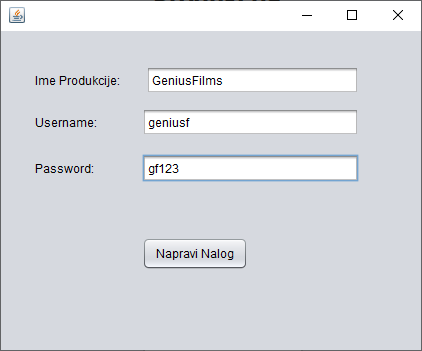 Ime Produkcije: GeniusFilms
Username: geniusf
Password: gf123
Napravi Nalog